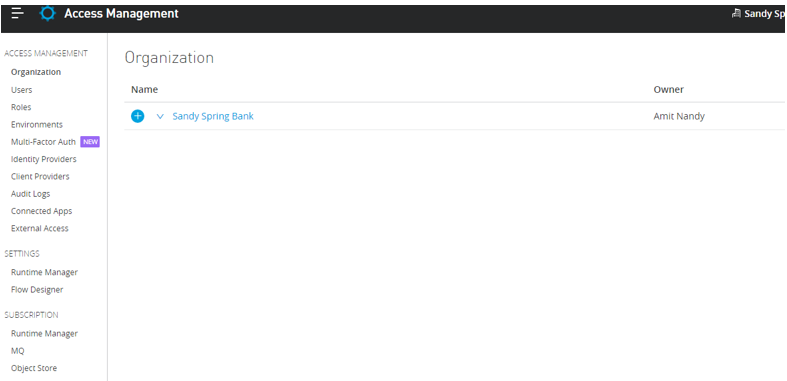 Access Management
Sandy Sp
ACCESS MANAGEMENT
Organization
Users
Roles
Environments
Multi-Factor Auth NEW
Identity Providers
Client Providers
Audit Logs
Connected Apps
External Access
SETTINGS
Runtime Manager
Flow Designer
SUBSCRIPTION
Runtime Manager
MQ
Object Store
Organization
Name Owner
Sandy Spring Bank Amit Nandy